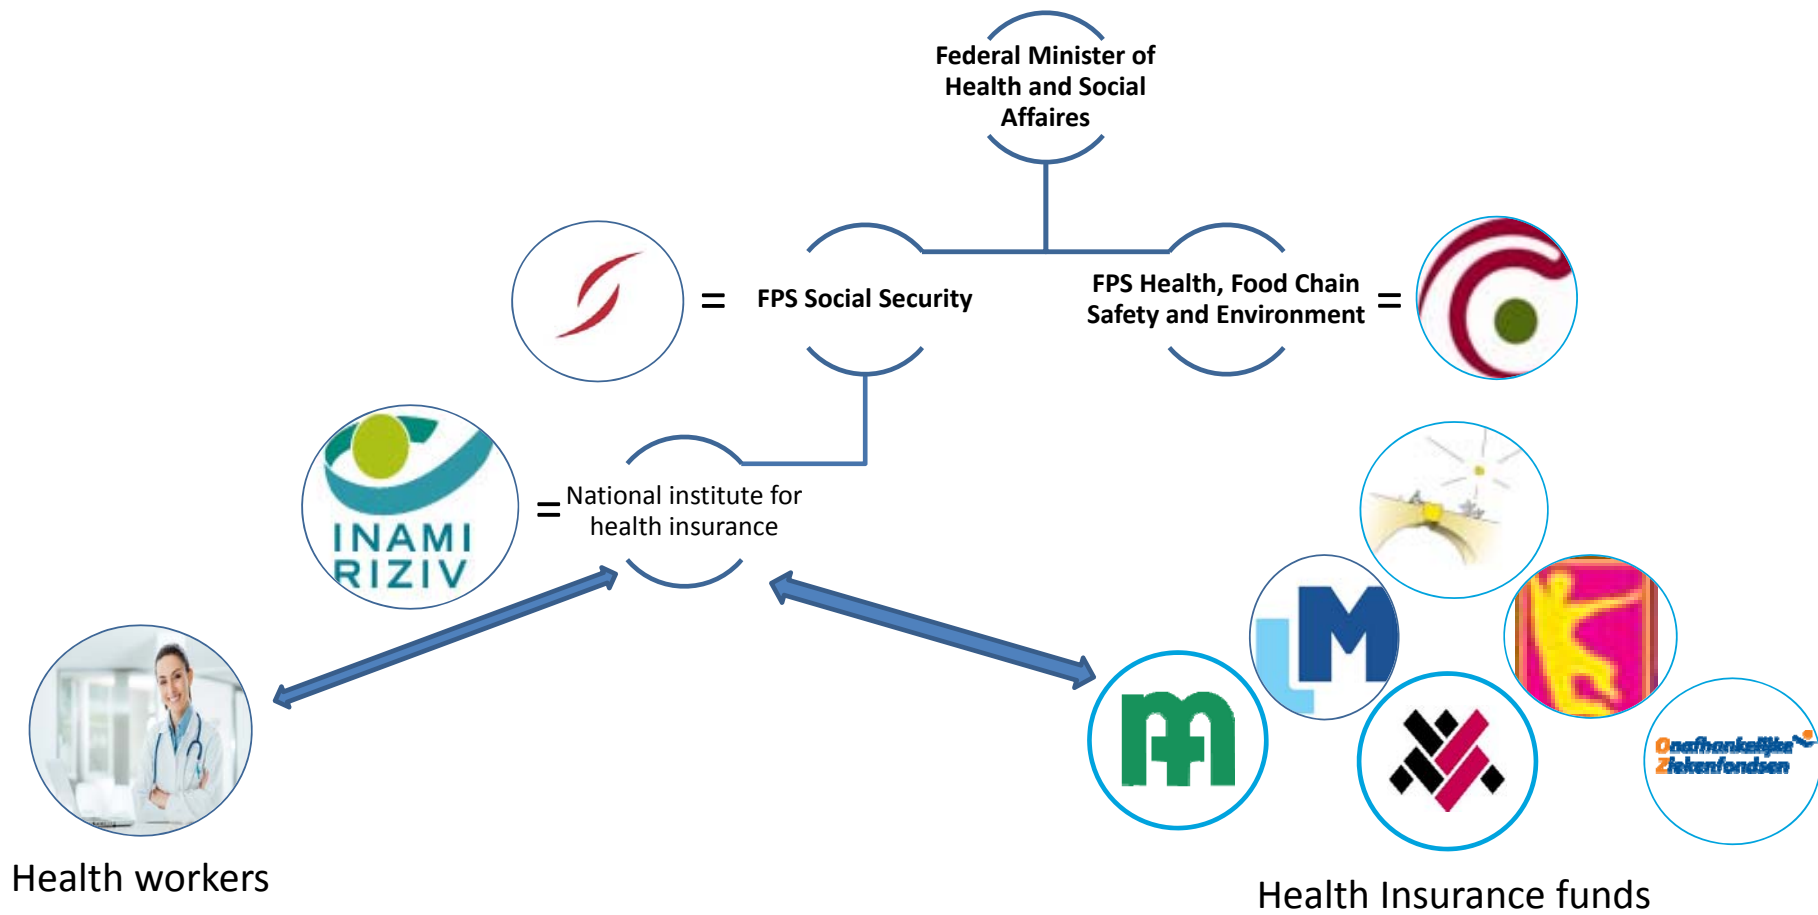 Federal Minister of
Health and Social
Affaires
=
FPS Social Security
FPS Health, Food Chain
Safety and Environment
=
INAMI
RIZIV
=
National institute for
health insurance
LM
Onafhankelijke
Ziekenfondsen
Health workers
Health Insurance funds